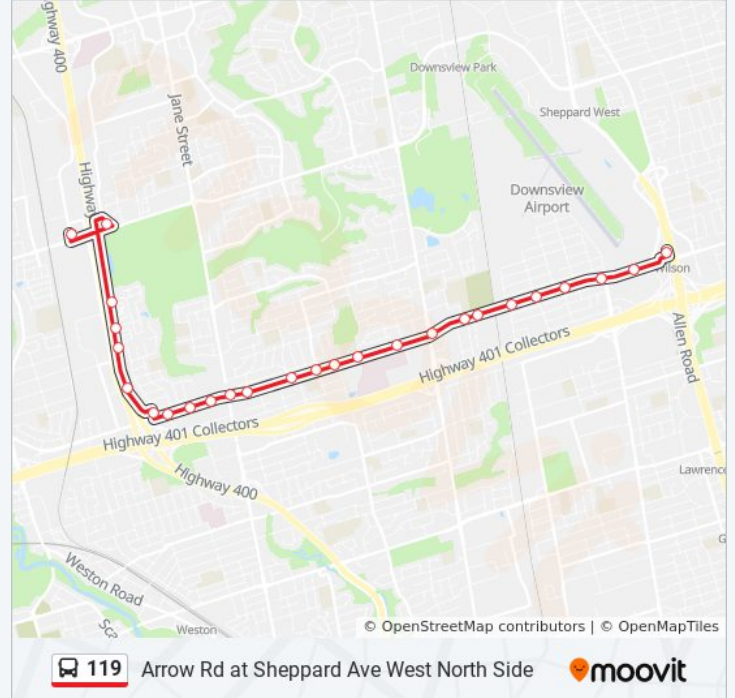 ghway 400
Jane Street
Highway
Downsview Park
Sheppard West
Downsview
Airport
Wilson
Allen Road
Highway 401 Collectors
Highway 401 Collectors
Highway 400
Lawrence
Weston Road
Sca
Weston
G
© OpenStreetMap contributors | © OpenMapTiles
119 Arrow Rd at Sheppard Ave West North Side moovit